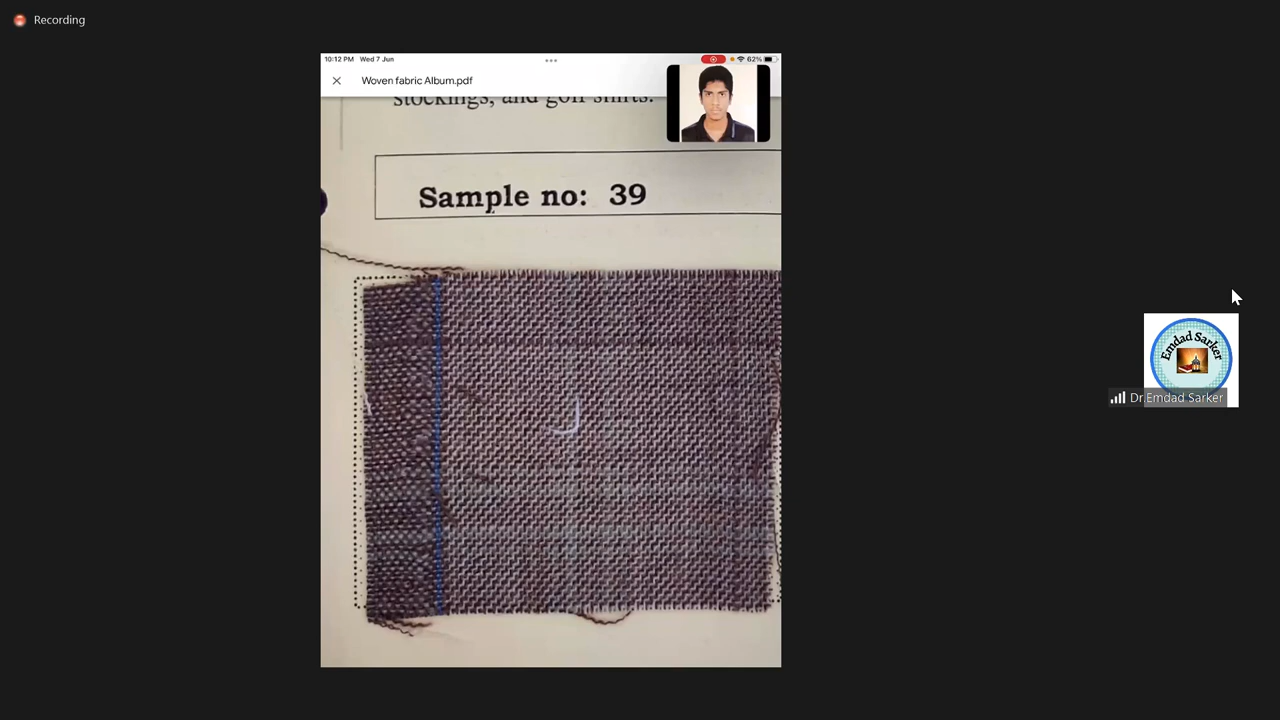 Recording
10:12 PM Wed 7 Jun
62%
Woven fabric Album.pdf
stockings, and golf shirts.
Sample no: 39
Emdad Sarker
Dr.Emdad Sarker